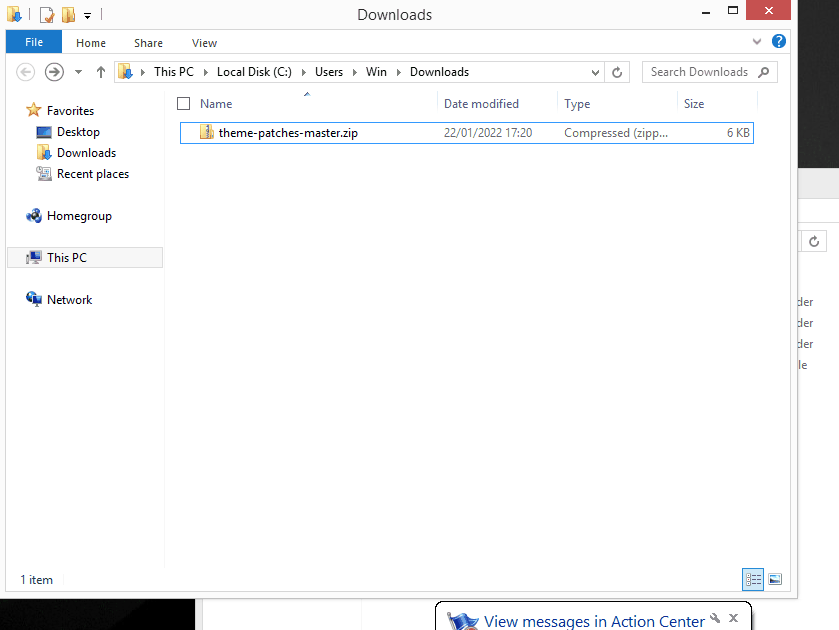 Downloads
File Home Share View
This PC Local Disk (C:) Users Win Downloads Search Downloads
Favorites
Desktop
Downloads
Recent places
Homegroup
This PC
Network
Name Date modified Type Size
theme-patches-master.zip 22/01/2022 17:20 Compressed (zipp... 6 KB
der
der
der
le
1 item
View messages in Action Center